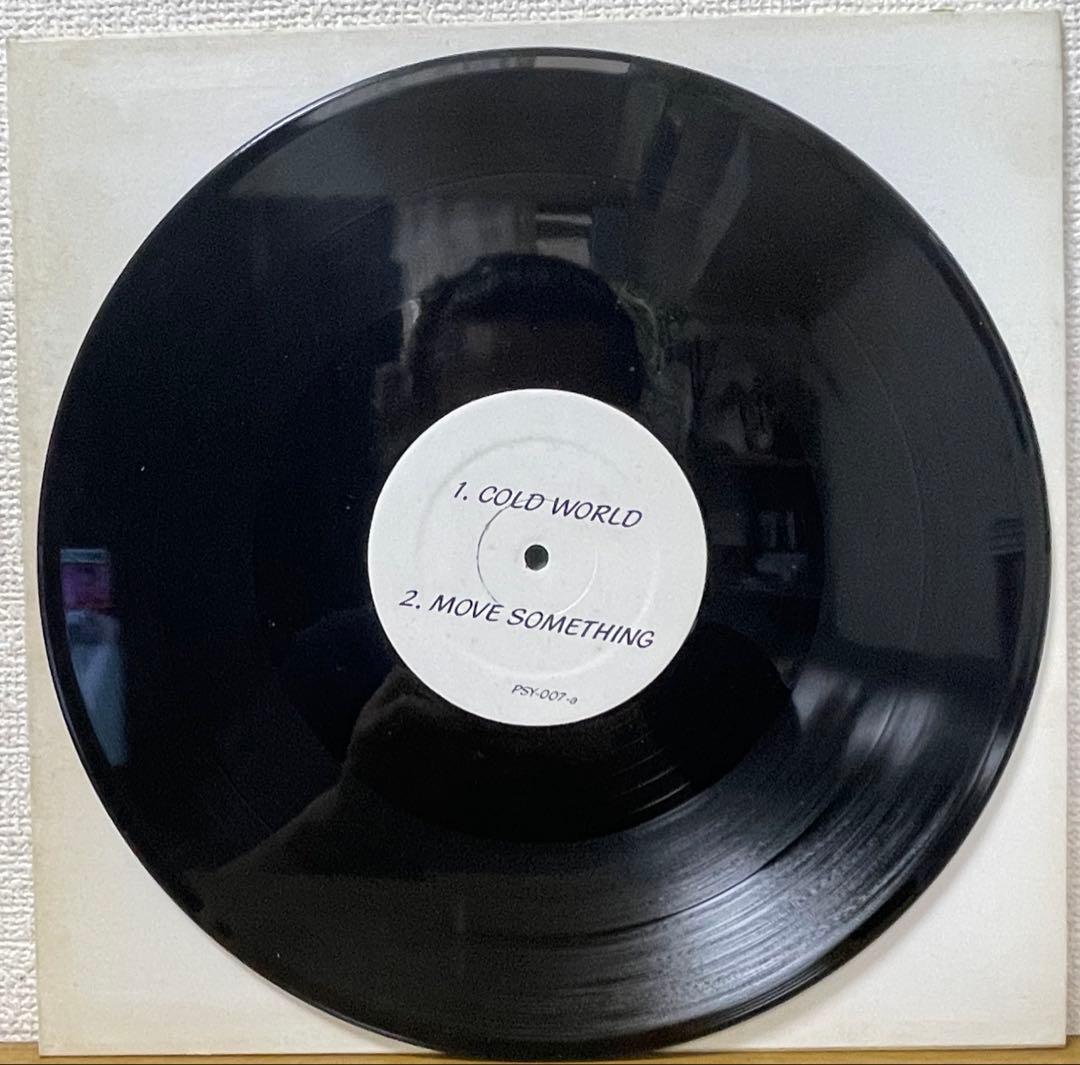 1. COLD WORLD
2. MOVE SOMETHING
PSY-007-a